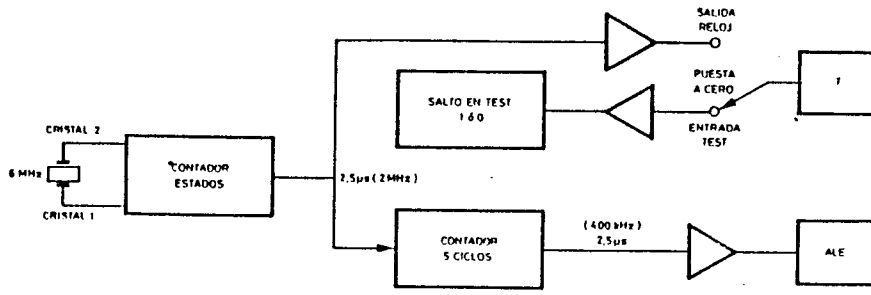 SALIDA
RELOJ
SALTO EN TEST
1 ó 0
PUESTA
A CERO
ENTRADA
TEST
T
CRISTAL 2
6 MHz
CRISTAL 1
CONTADOR
ESTADOS
2,5µs (2MHz)
CONTADOR
5 CICLOS
(400 kHz)
2,5µs
ALE